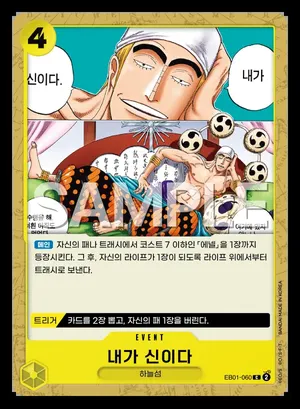 4
신이다.
내가
SAMPLE
메인 자신의 패나 트래시에서 코스트 7 이하인 「에넬」을 1장까지
등장시킨다. 그 후, 자신의 라이프가 1장이 되도록 라이프 위에서부터
트래시로 보낸다.
트리거 카드를 2장 뽑고, 자신의 패 1장을 버린다.
EVENT
내가 신이다
하늘섬
EB01-060 C 2